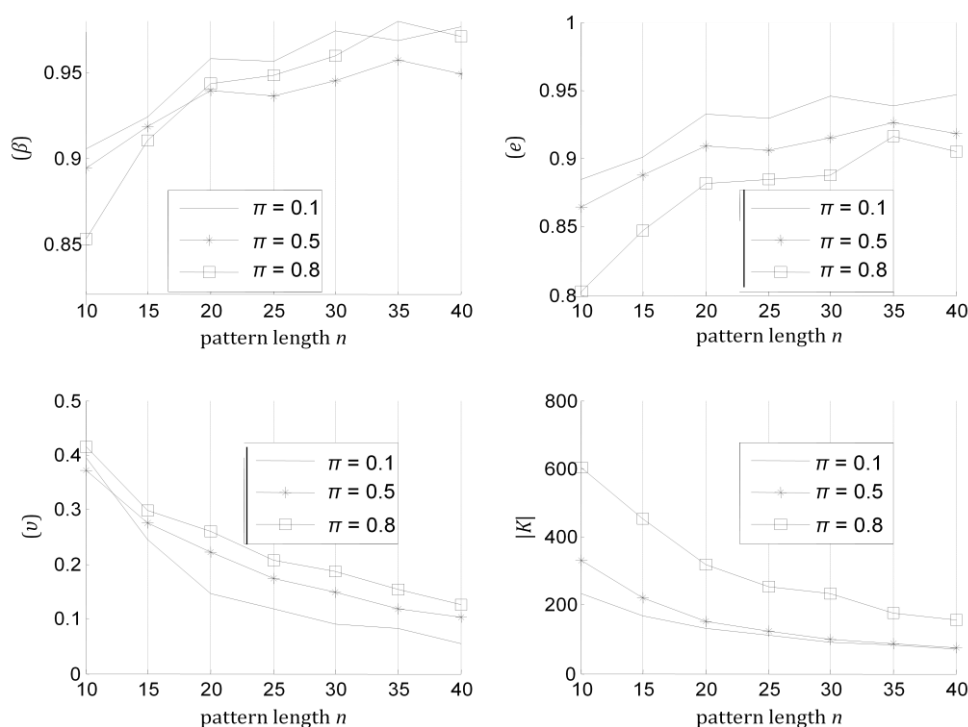 0.95
0.9
0.85
(β)
π = 0.1
π = 0.5
π = 0.8
10 15 20 25 30 35 40
pattern length n
1
0.95
0.9
0.85
0.8
(e)
π = 0.1
π = 0.5
π = 0.8
10 15 20 25 30 35 40
pattern length n
0.5
0.4
0.3
0.2
0.1
0
(υ)
π = 0.1
π = 0.5
π = 0.8
10 15 20 25 30 35 40
pattern length n
800
600
400
200
0
|K|
π = 0.1
π = 0.5
π = 0.8
10 15 20 25 30 35 40
pattern length n